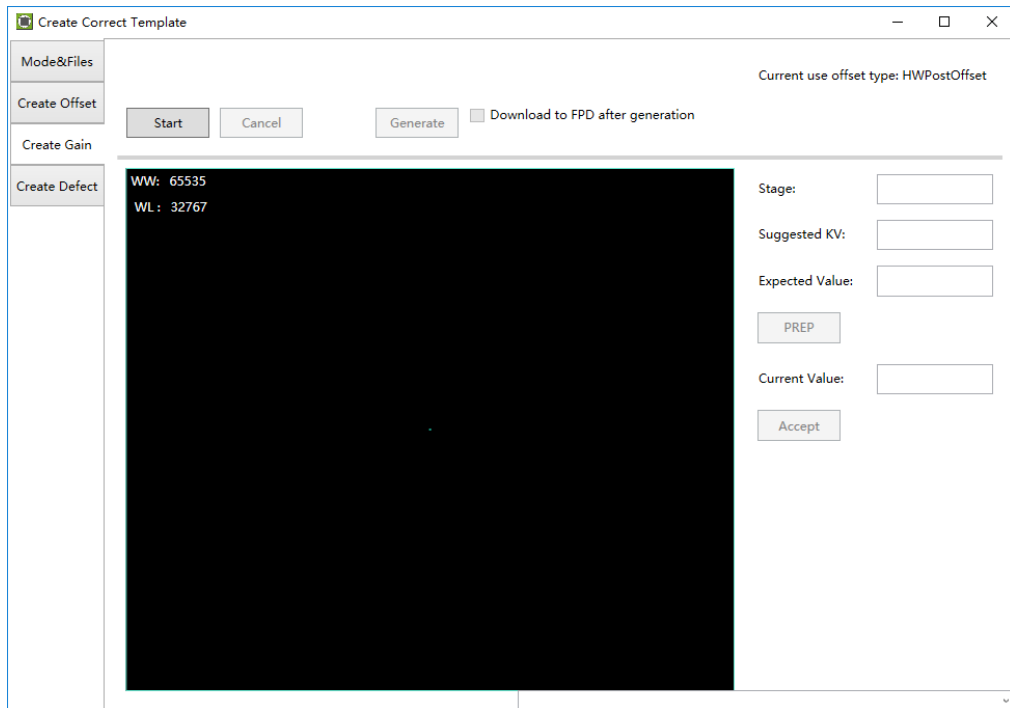 Create Correct Template
Mode&Files
Create Offset
Create Gain
Create Defect
Current use offset type: HWPostOffset
Start
Cancel
Generate
Download to FPD after generation
WW: 65535
WL: 32767
Stage:
Suggested KV:
Expected Value:
PREP
Current Value:
Accept